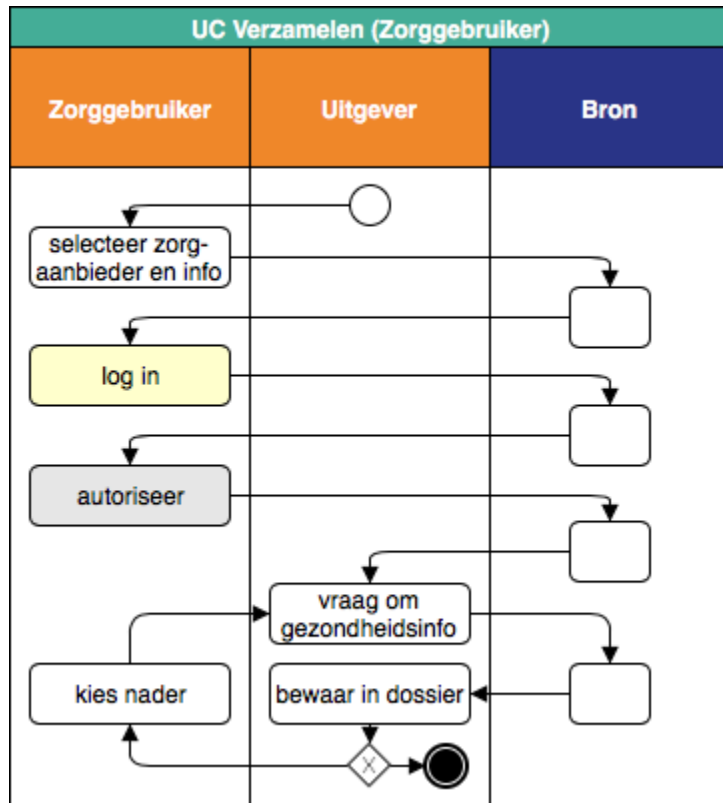 UC Verzamelen (Zorggebruiker)
Zorggebruiker
Uitgever
Bron
selecteer zorg-
aanbieder en info
log in
autoriseer
vraag om
gezondheidsinfo
kies nader
bewaar in dossier
X